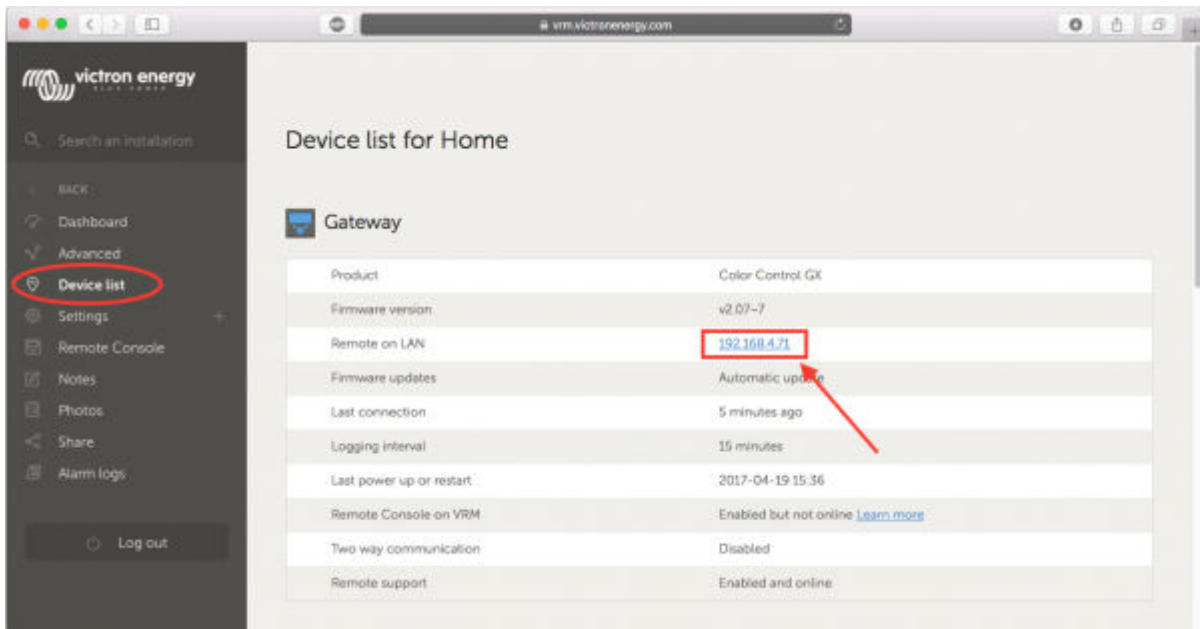 vrm.victronenergy.com
victron energy
BLUE POWER
Search an installation
BACK
Dashboard
Advanced
Device list
Settings
Remote Console
Notes
Photos
Share
Alarm logs
Log out
Device list for Home
Gateway
Product Color Control GX
Firmware version v2.07~7
Remote on LAN 192.168.4.71
Firmware updates Automatic update
Last connection 5 minutes ago
Logging interval 15 minutes
Last power up or restart 2017-04-19 15:36
Remote Console on VRM Enabled but not online Learn more
Two way communication Disabled
Remote support Enabled and online